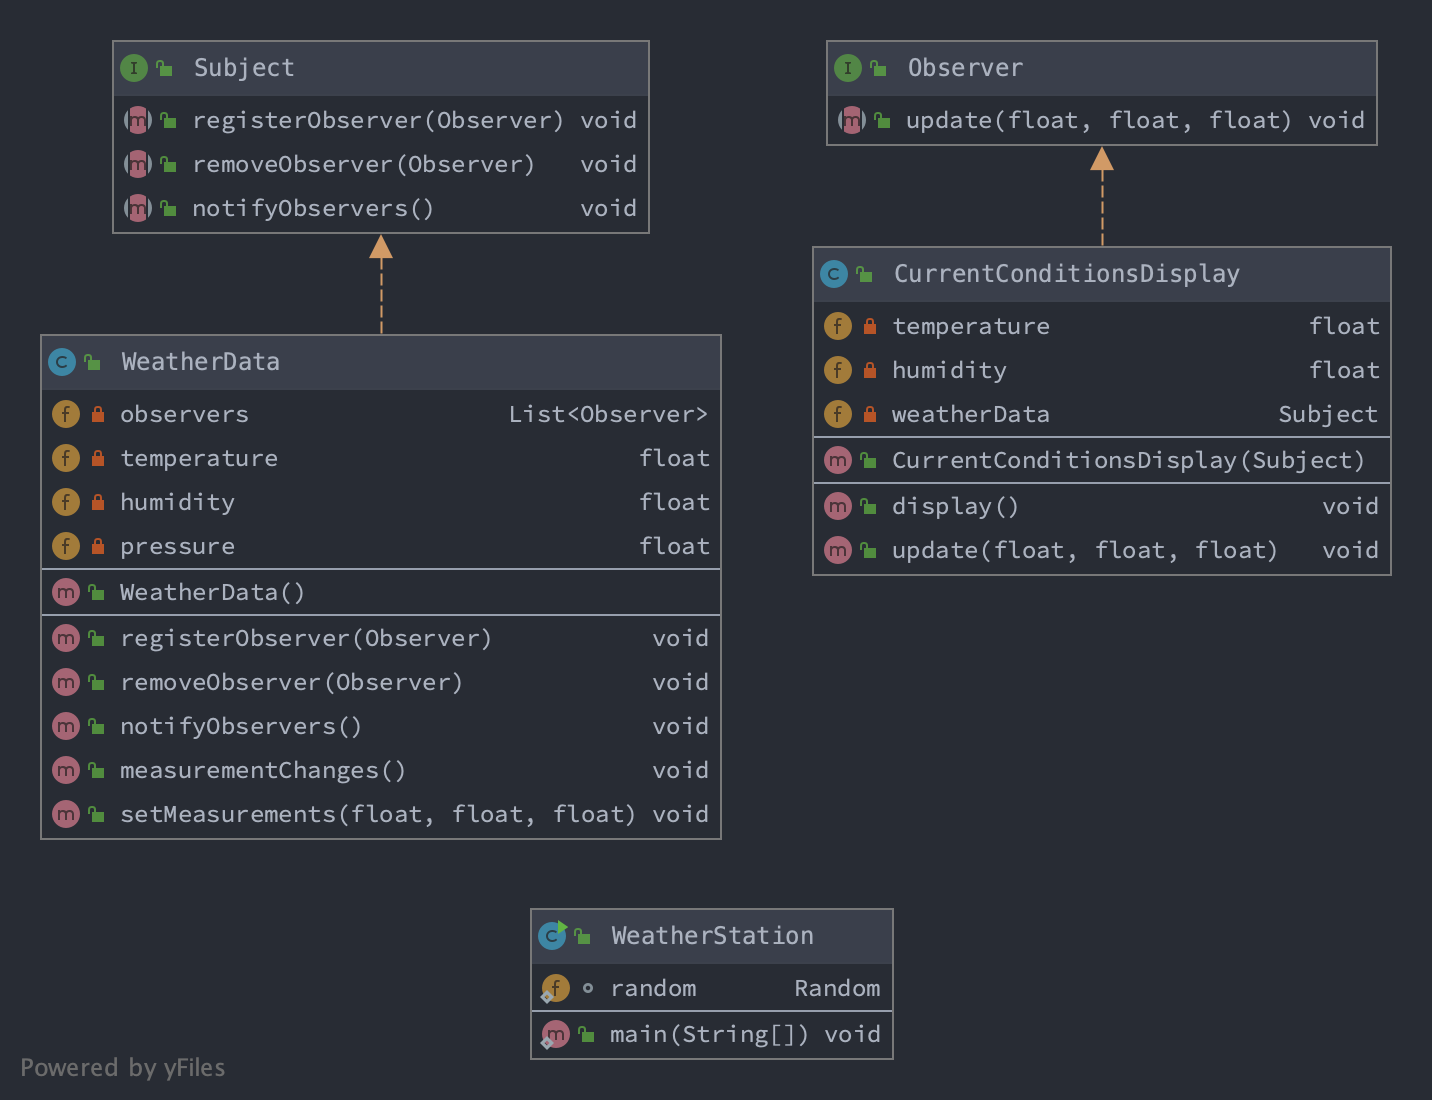 Subject
registerObserver(Observer) void
removeObserver(Observer) void
notifyObservers() void
Observer
update(float, float, float) void
WeatherData
observers List<Observer>
temperature float
humidity float
pressure float
WeatherData()
registerObserver(Observer) void
removeObserver(Observer) void
notifyObservers() void
measurementChanges() void
setMeasurements(float, float, float) void
CurrentConditionsDisplay
temperature float
humidity float
weatherData Subject
CurrentConditionsDisplay(Subject)
display() void
update(float, float, float) void
WeatherStation
random Random
main(String[]) void
Powered by yFiles